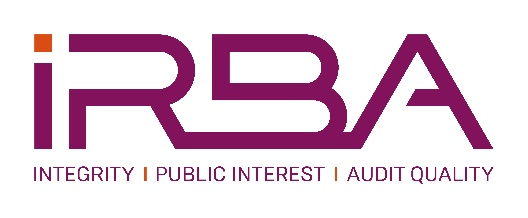 iRBA
INTEGRITY | PUBLIC INTEREST | AUDIT QUALITY